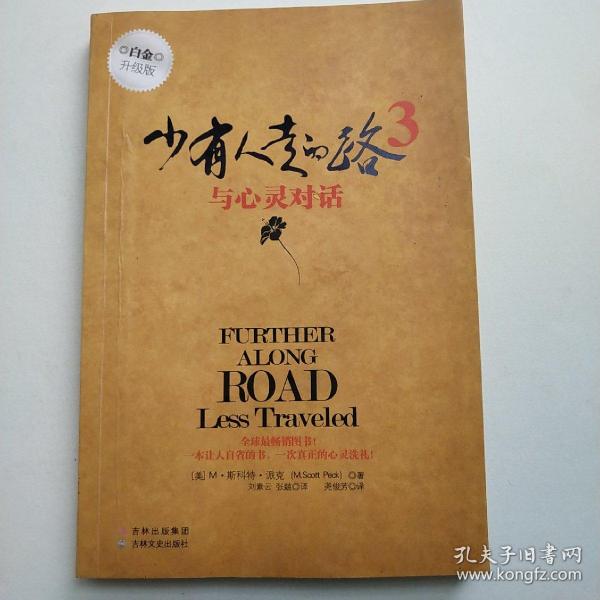 ◎白金◎
升级版
少有人走的路3
与心灵对话
FURTHER
ALONG
ROAD
Less Traveled
全球最畅销图书！
一本让人自省的书，一次真正的心灵洗礼！
[美] M·斯科特·派克 (M.Scott Peck) ◎著
刘素云 张兢◎译 尧俊芳◎译
吉林出版集团
吉林文史出版社
孔夫子旧书网
www.kongfz.com